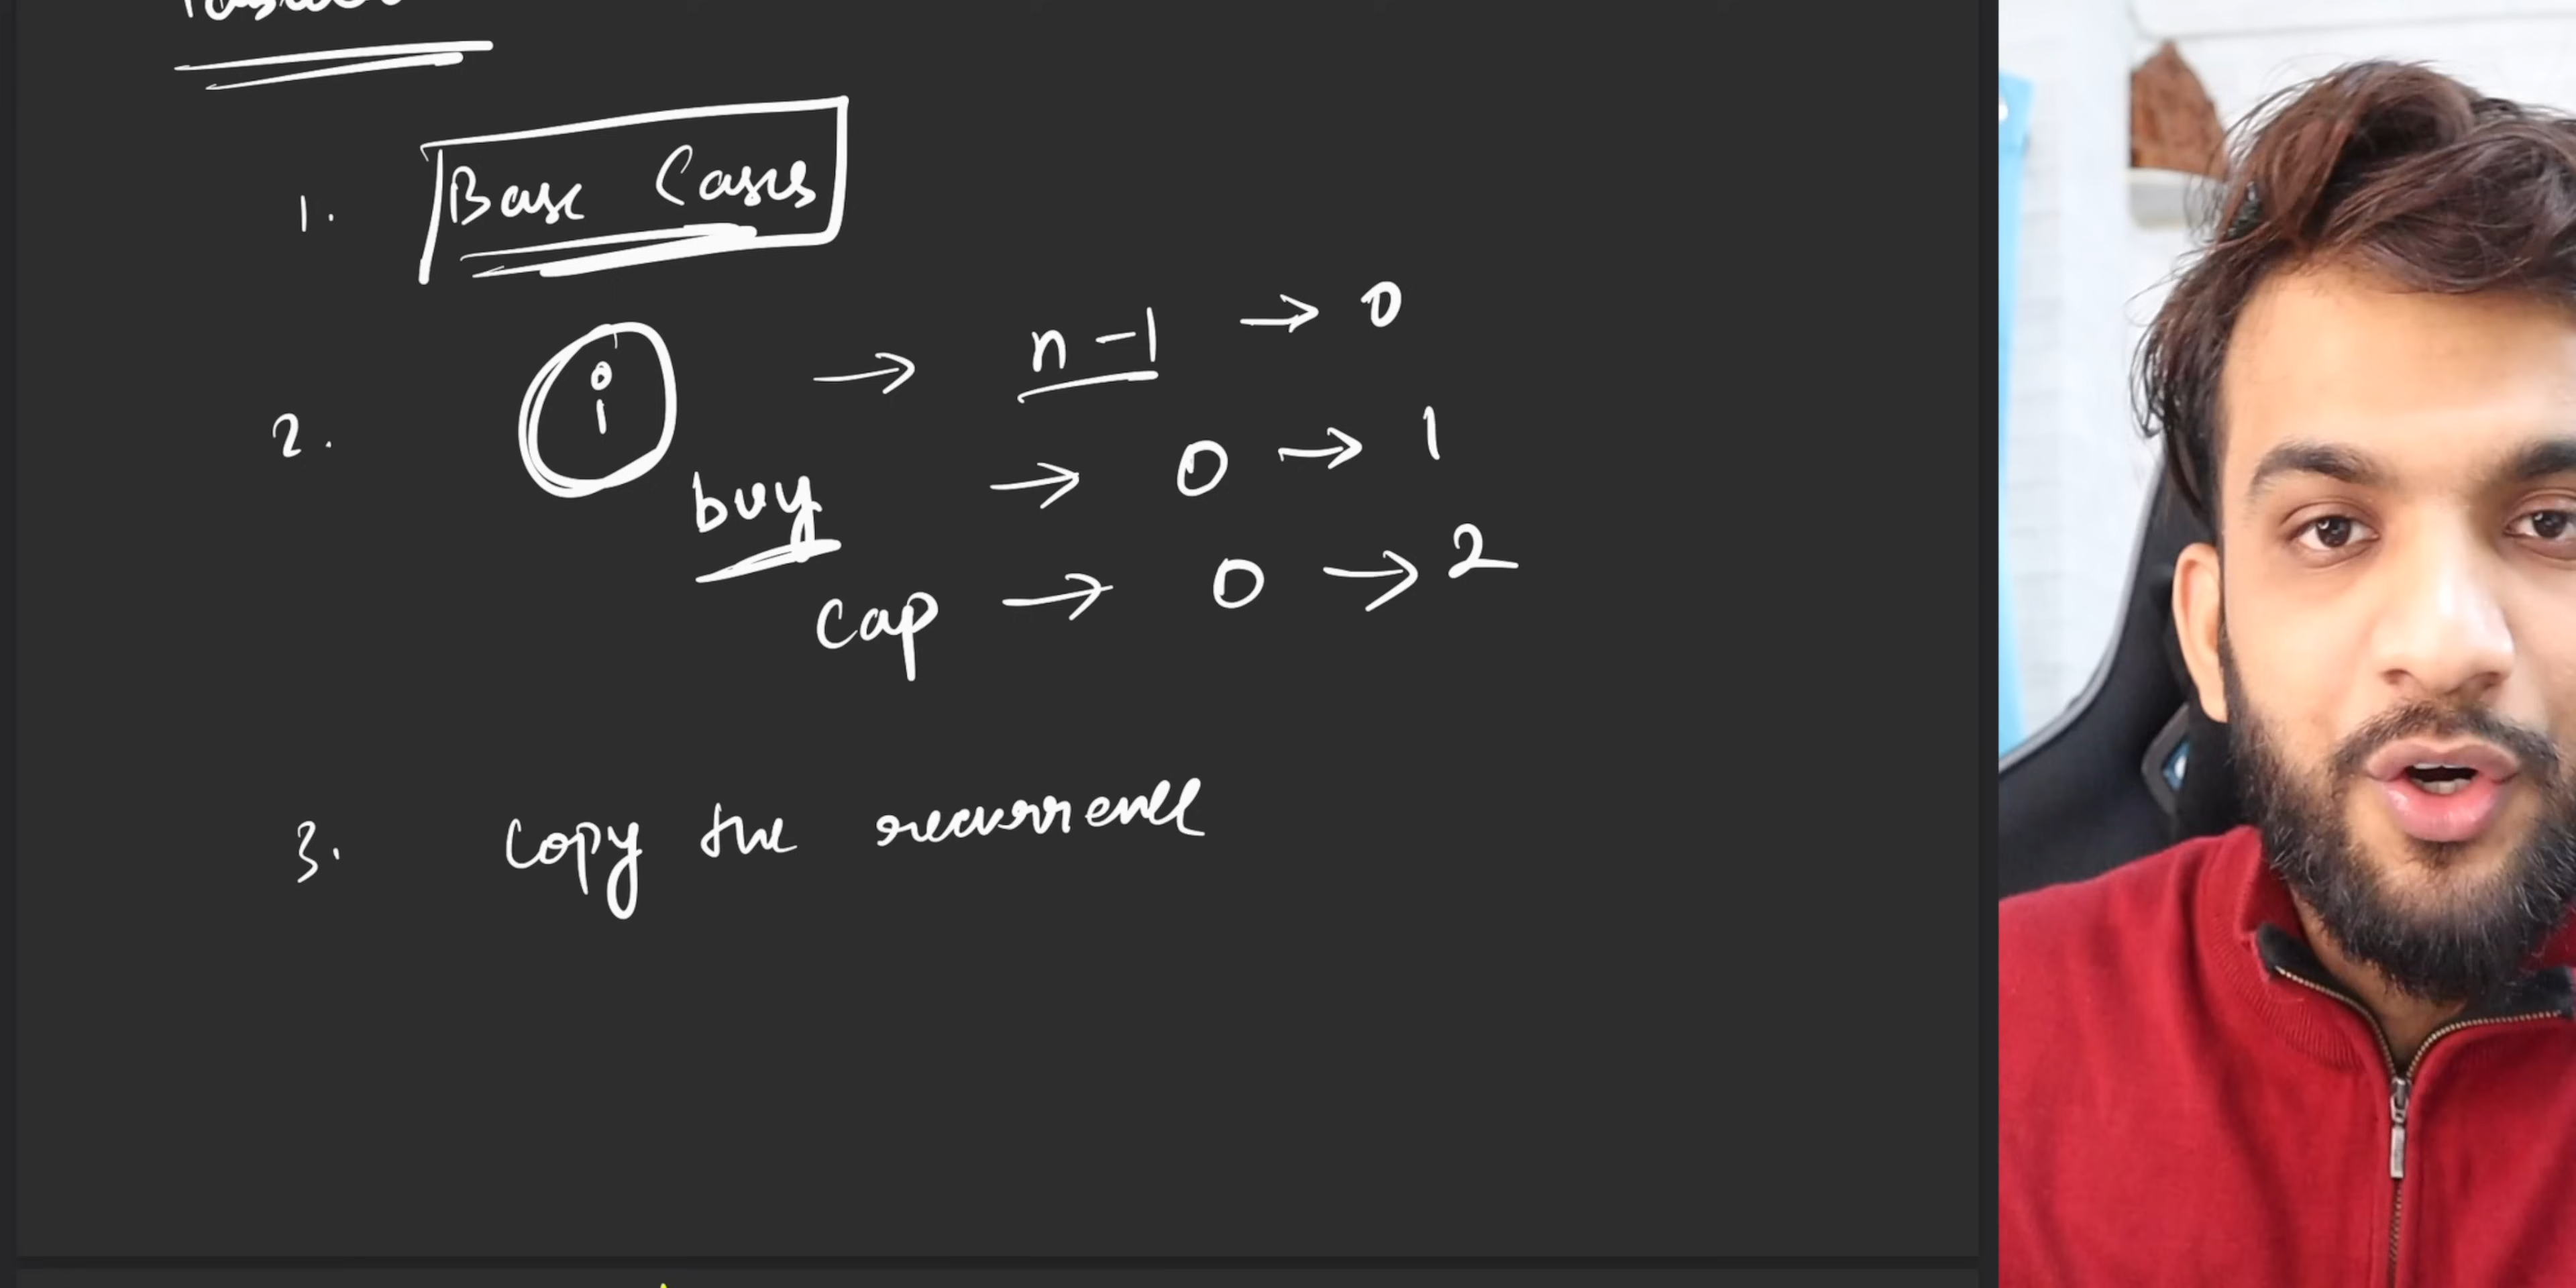 1. Base Cases
2. i → n-1 → 0
buy → 0 → 1
cap → 0 → 2
3. Copy the recurrence